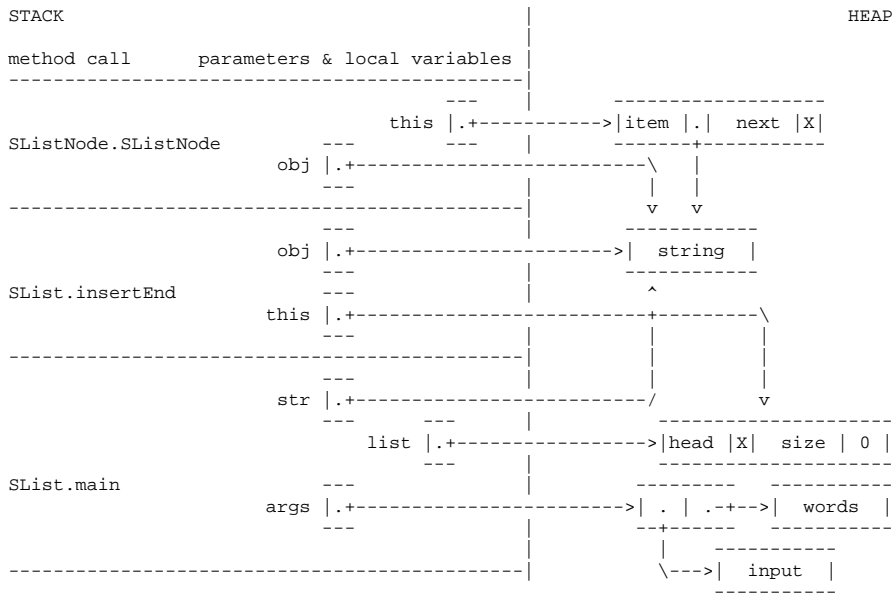 STACK | HEAP
|
method call parameters & local variables |
----------------------------------------------|
--- | -------------------
this |.+----------->|item |.| next |X|
SListNode.SListNode --- --- | -------+-----------
obj |.+--------------------------\ |
--- | | |
----------------------------------------------| v v
--- | ------------
obj |.+----------------------->| string |
--- | ------------
SList.insertEnd --- | ^
this |.+--------------------------+---------\
--- | | |
----------------------------------------------| | |
--- | | |
str |.+--------------------------/ v
--- --- | ---------------------
list |.+----------------->|head |X| size | 0 |
--- | ---------------------
SList.main --- | --------- -----------
args |.+------------------------>| . | .-+-->| words |
--- | --+------ -----------
| | -----------
----------------------------------------------| \--->| input |
-----------